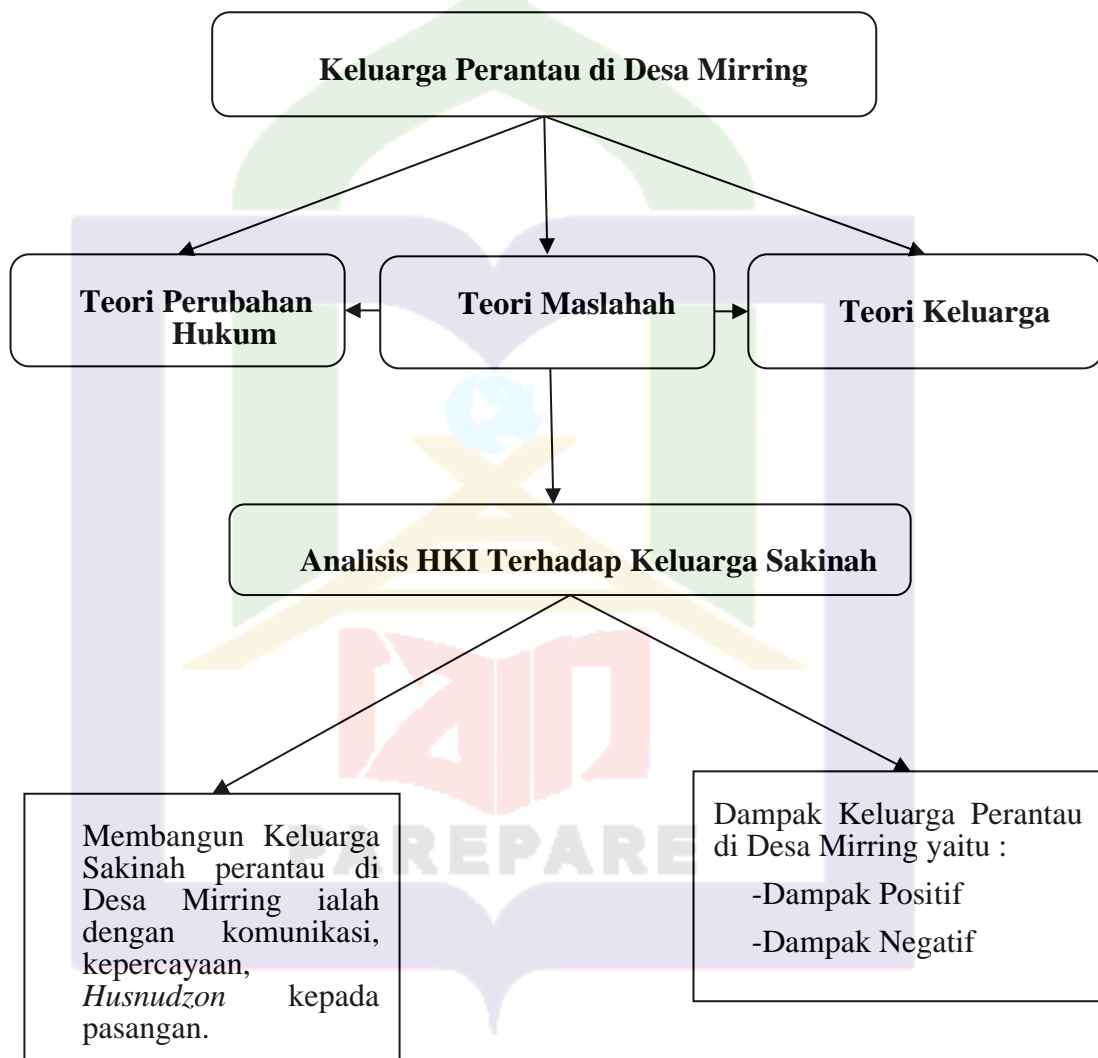 Keluarga Perantau di Desa Mirring
Teori Perubahan
Hukum
Teori Maslahah
Teori Keluarga
Analisis HKI Terhadap Keluarga Sakinah
Membangun Keluarga
Sakinah perantau di
Desa Mirring ialah
dengan komunikasi,
kepercayaan,
Husnudzon kepada
pasangan.
Dampak Keluarga Perantau
di Desa Mirring yaitu :
-Dampak Positif
-Dampak Negatif
iain
PAREPARE